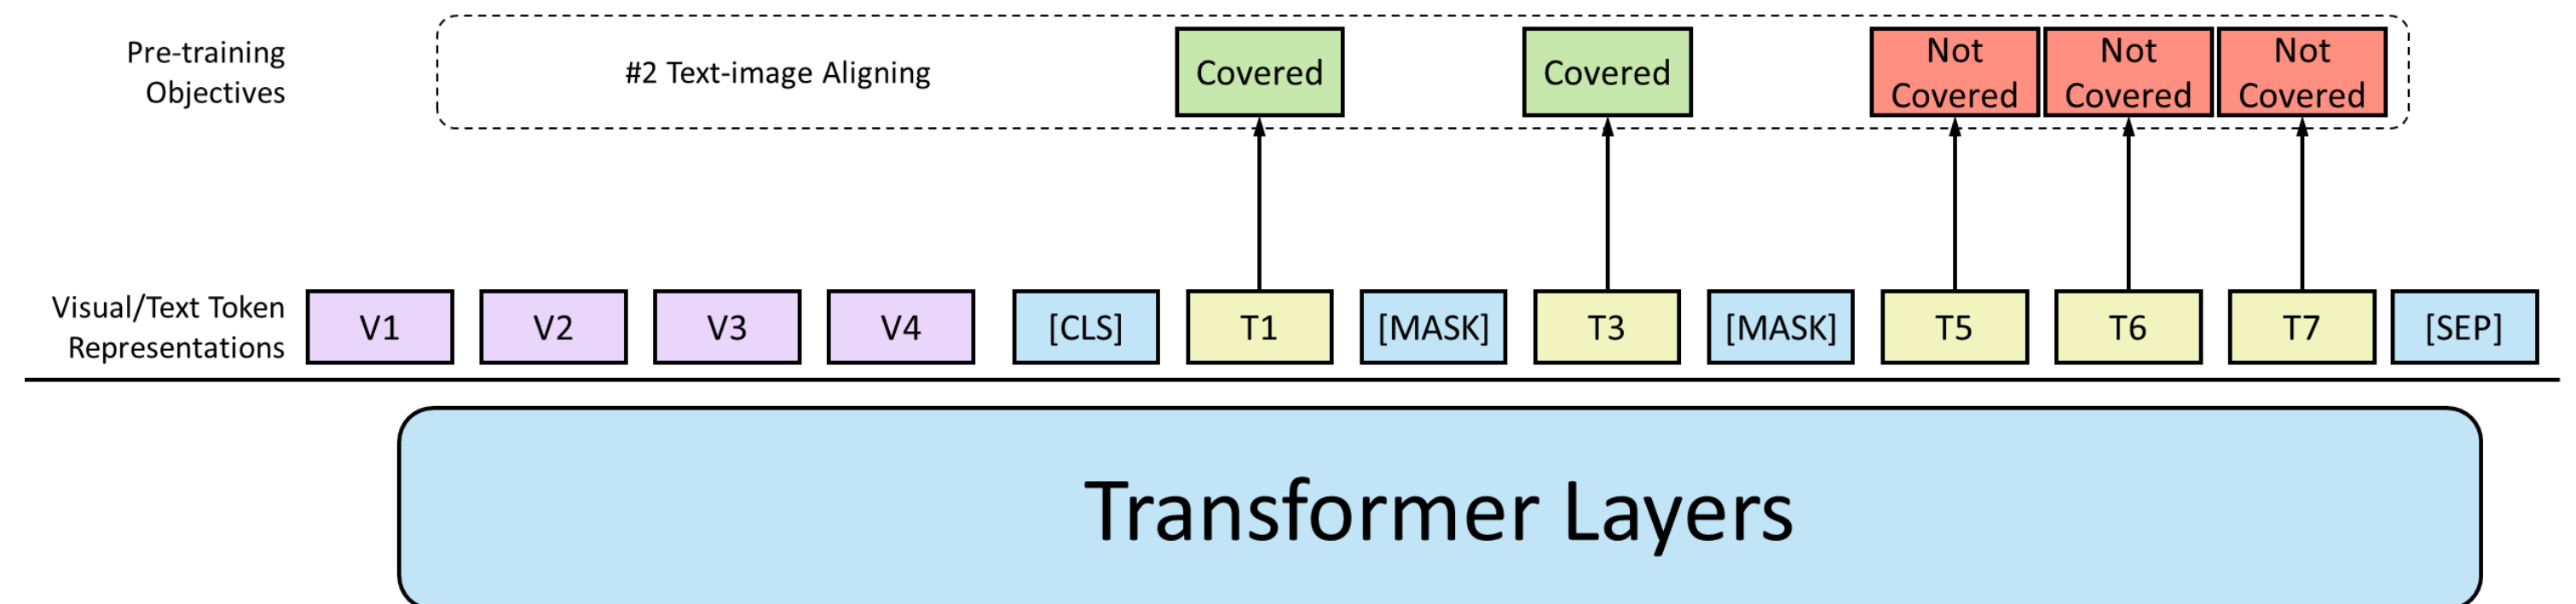 Pre-training
Objectives
#2 Text-image Aligning
Covered
Covered
Not
Covered
Not
Covered
Not
Covered
Visual/Text Token
Representations
V1
V2
V3
V4
[CLS]
T1
[MASK]
T3
[MASK]
T5
T6
T7
[SEP]
Transformer Layers